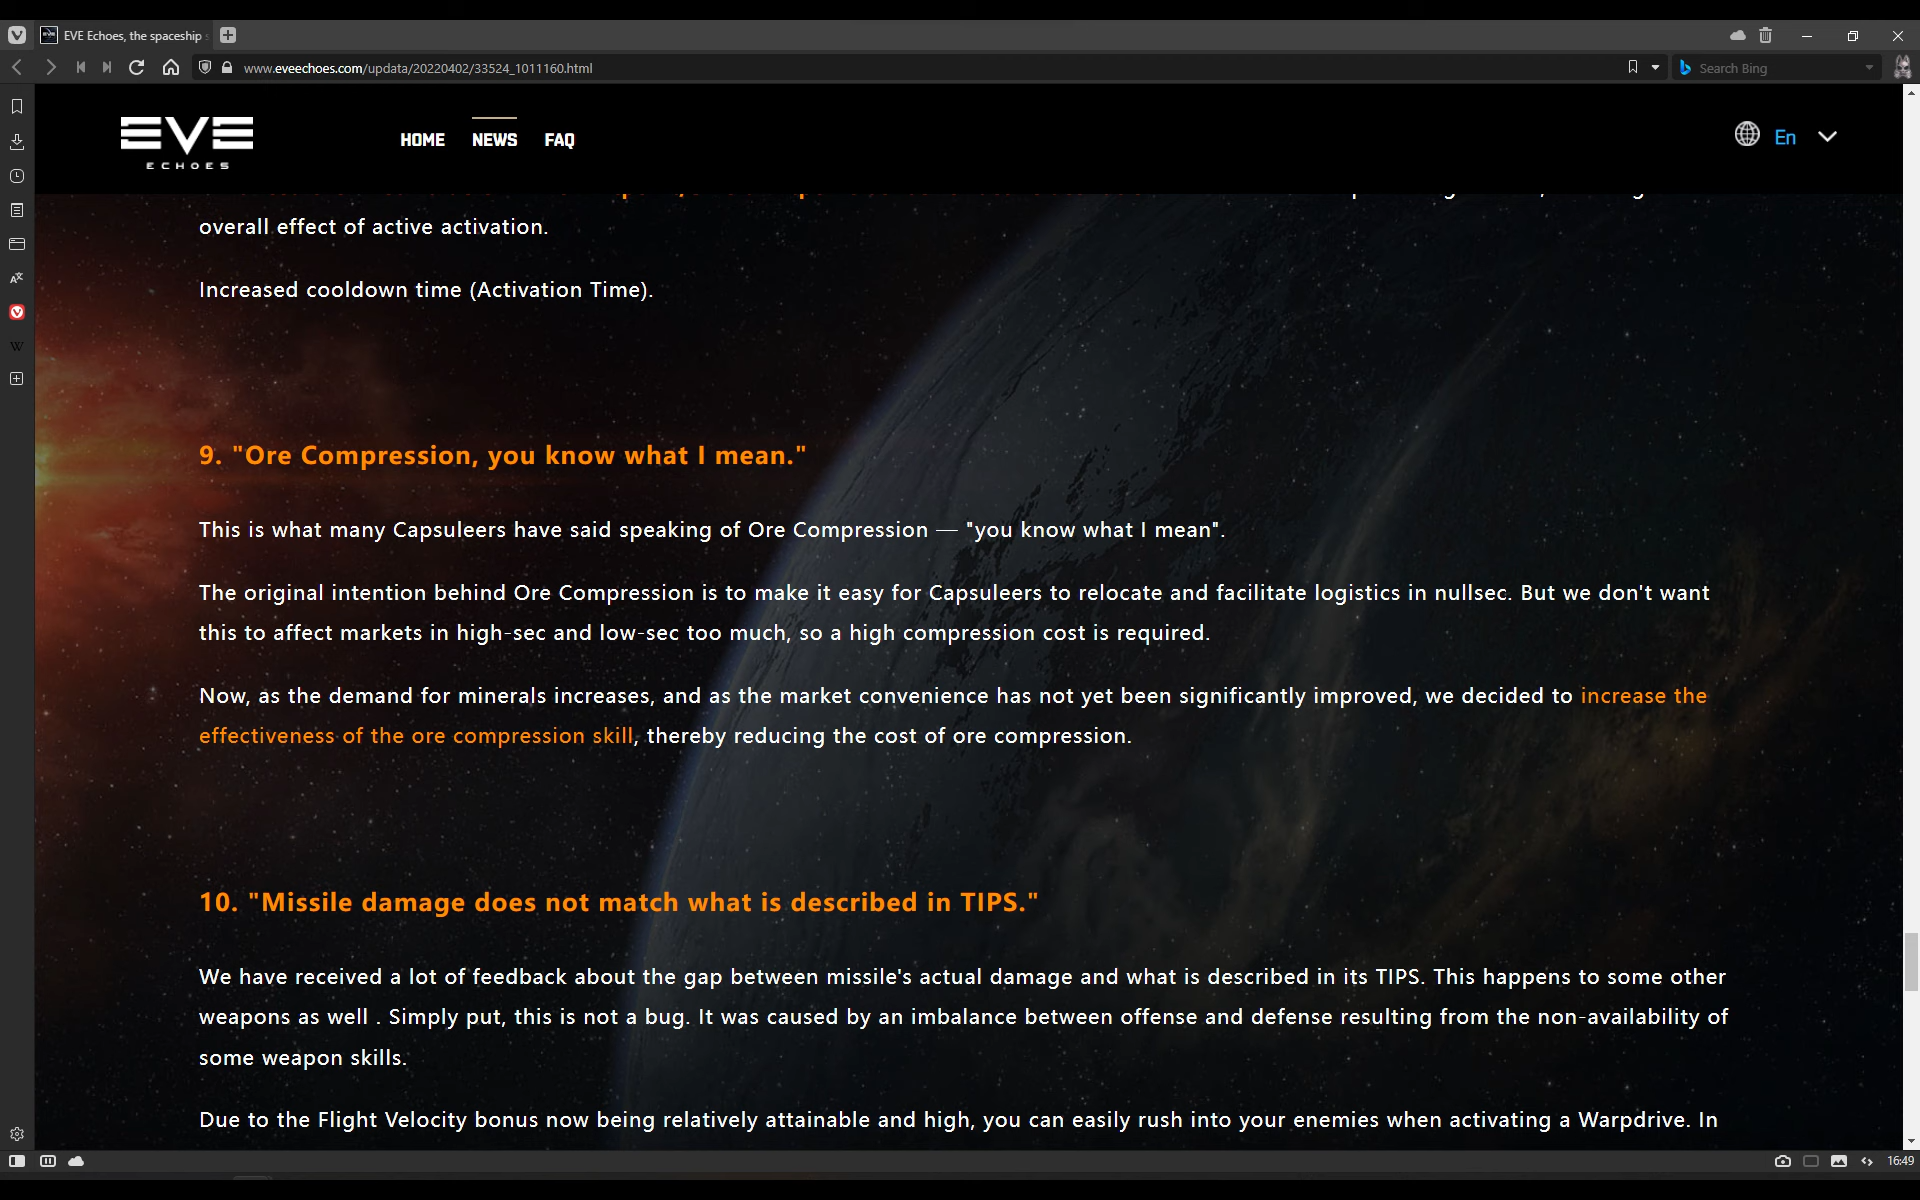 EVE Echoes, the spaceship
www.eveechoes.com/updata/20220402/33524_1011160.html
Search Bing
EVE
ECHOES
HOME
NEWS
FAQ
En
overall effect of active activation.
Increased cooldown time (Activation Time).
9. "Ore Compression, you know what I mean."
This is what many Capsuleers have said speaking of Ore Compression — "you know what I mean".
The original intention behind Ore Compression is to make it easy for Capsuleers to relocate and facilitate logistics in nullsec. But we don't want
this to affect markets in high-sec and low-sec too much, so a high compression cost is required.
Now, as the demand for minerals increases, and as the market convenience has not yet been significantly improved, we decided to increase the
effectiveness of the ore compression skill, thereby reducing the cost of ore compression.
10. "Missile damage does not match what is described in TIPS."
We have received a lot of feedback about the gap between missile's actual damage and what is described in its TIPS. This happens to some other
weapons as well . Simply put, this is not a bug. It was caused by an imbalance between offense and defense resulting from the non-availability of
some weapon skills.
Due to the Flight Velocity bonus now being relatively attainable and high, you can easily rush into your enemies when activating a Warpdrive. In
16:49